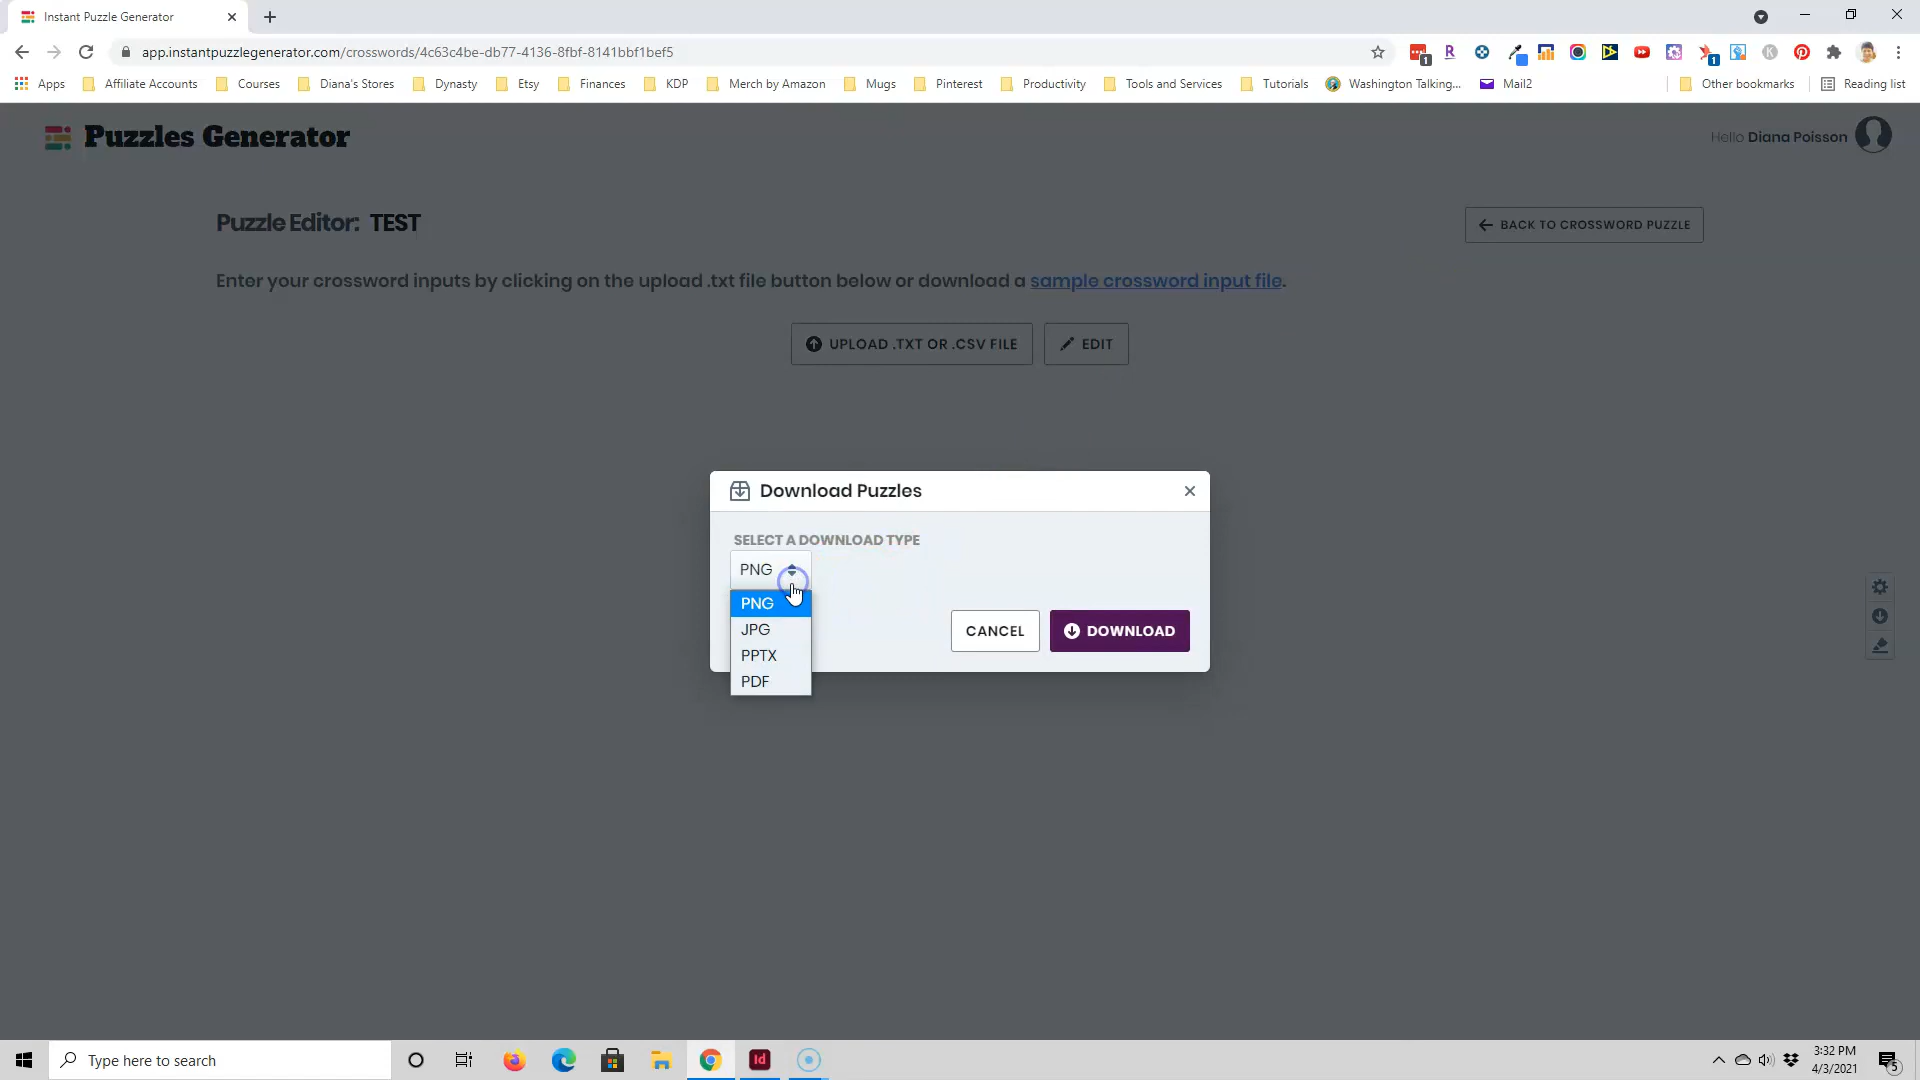 Instant Puzzle Generator
app.instantpuzzlegenerator.com/crosswords/4c63c4be-db77-4136-8fbf-8141bbf1bef5
1
1
Apps
Affiliate Accounts
Courses
Diana's Stores
Dynasty
Etsy
Finances
KDP
Merch by Amazon
Mugs
Pinterest
Productivity
Tools and Services
Tutorials
Washington Talking...
Mail2
Other bookmarks
Reading list
Puzzles Generator
Hello Diana Poisson
Puzzle Editor: TEST
BACK TO CROSSWORD PUZZLE
Enter your crossword inputs by clicking on the upload .txt file button below or download a sample crossword input file.
UPLOAD .TXT OR .CSV FILE
EDIT
Download Puzzles
SELECT A DOWNLOAD TYPE
PNG
PNG
JPG
PPTX
PDF
CANCEL
DOWNLOAD
Type here to search
Id
3:32 PM
4/3/2021
5